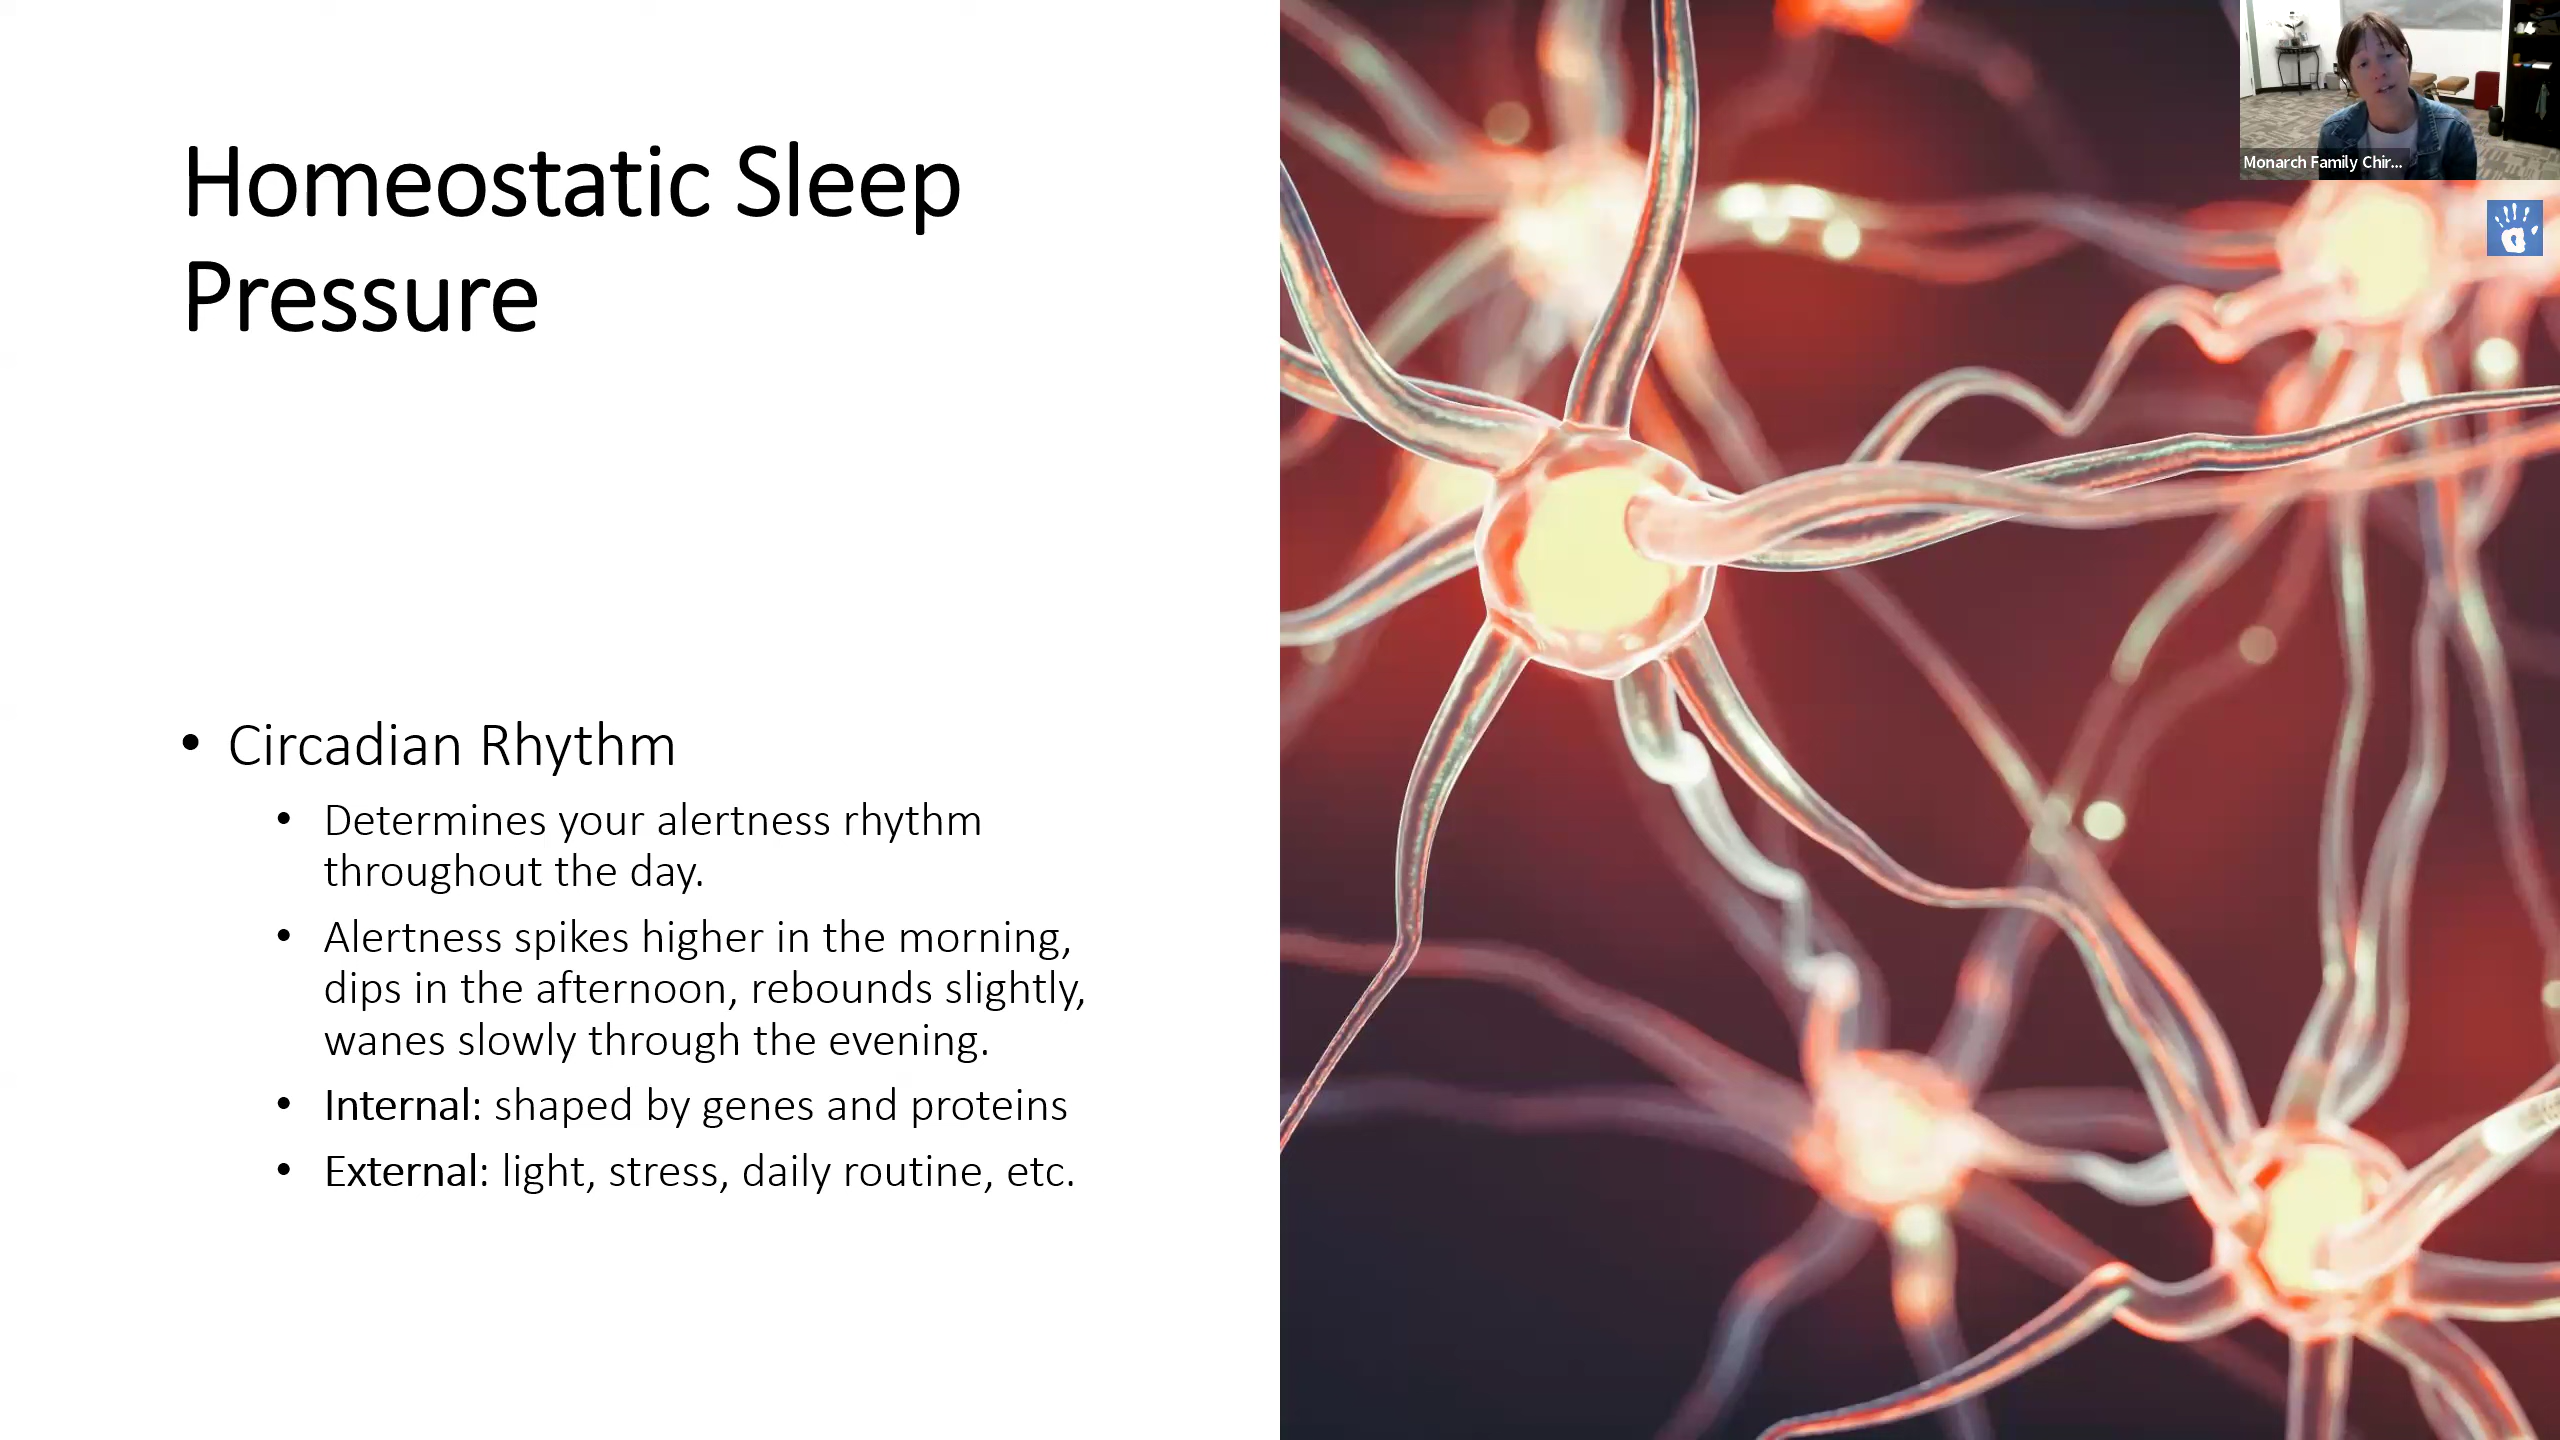 Homeostatic Sleep
Pressure
• Circadian Rhythm
• Determines your alertness rhythm
throughout the day.
• Alertness spikes higher in the morning,
dips in the afternoon, rebounds slightly,
wanes slowly through the evening.
• Internal: shaped by genes and proteins
• External: light, stress, daily routine, etc.
Monarch Family Chir...